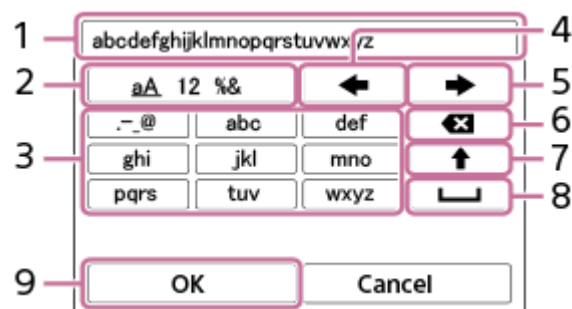 1 abcdefghijklmnopqrstuvwxyz 4
2 aA 12 %& 5
.-_@ abc def 6
3 ghi jkl mno 7
pqrs tuv wxyz 8
9 OK Cancel